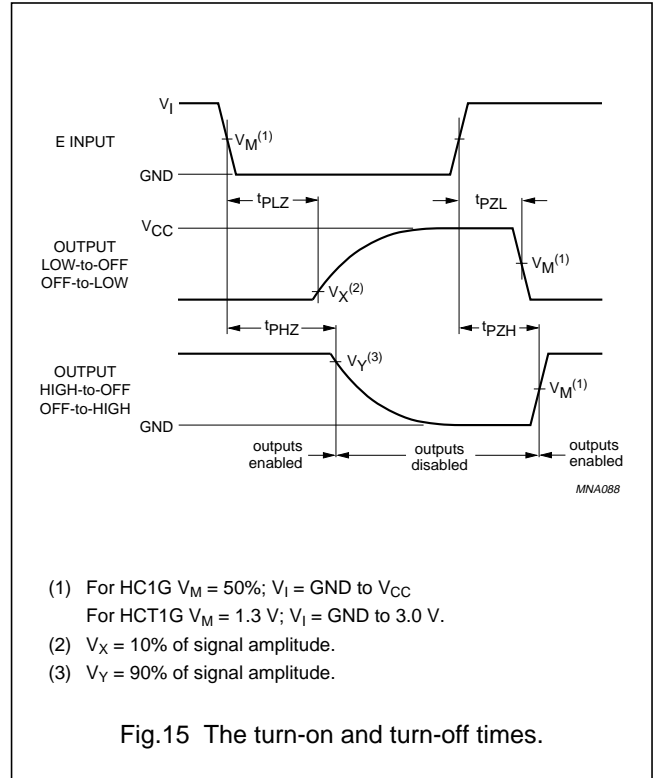 V_I
E INPUT
V_M(1)
GND
t_PLZ
t_PZL
V_CC
OUTPUT
LOW-to-OFF
OFF-to-LOW
V_M(1)
V_X(2)
t_PHZ
t_PZH
OUTPUT
HIGH-to-OFF
OFF-to-HIGH
V_Y(3)
V_M(1)
GND
outputs
enabled
outputs
disabled
outputs
enabled
MNA088
(1) For HC1G V_M = 50%; V_I = GND to V_CC
For HCT1G V_M = 1.3 V; V_I = GND to 3.0 V.
(2) V_X = 10% of signal amplitude.
(3) V_Y = 90% of signal amplitude.
Fig.15 The turn-on and turn-off times.